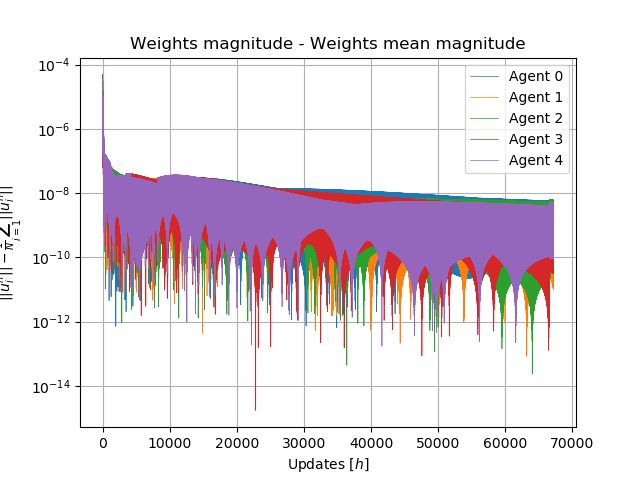 Weights magnitude - Weights mean magnitude
10⁻⁴
10⁻⁶
10⁻⁸
10⁻¹⁰
10⁻¹²
10⁻¹⁴
Agent 0
Agent 1
Agent 2
Agent 3
Agent 4
0
10000
20000
30000
40000
50000
60000
70000
Updates [h]